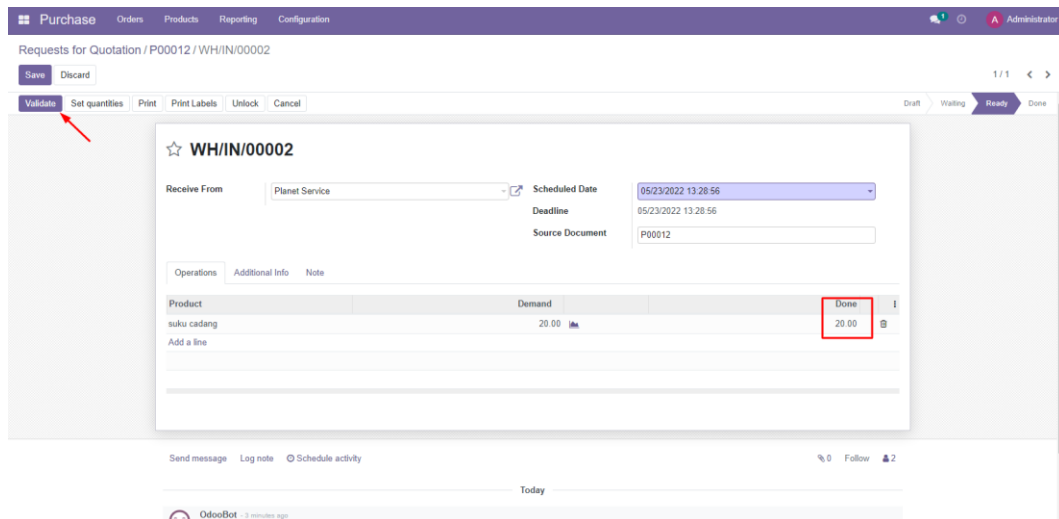 Purchase Orders Products Reporting Configuration 1 A Administrator
Requests for Quotation / P00012 / WH/IN/00002
Save Discard 1 / 1
Validate Set quantities Print Print Labels Unlock Cancel Draft Waiting Ready Done
WH/IN/00002
Receive From Planet Service Scheduled Date 05/23/2022 13:28:56
Deadline 05/23/2022 13:28:56
Source Document P00012
Operations Additional Info Note
Product Demand Done
suku cadang 20.00 20.00
Add a line
Send message Log note Schedule activity 0 Follow 2
Today
OdooBot - 3 minutes ago